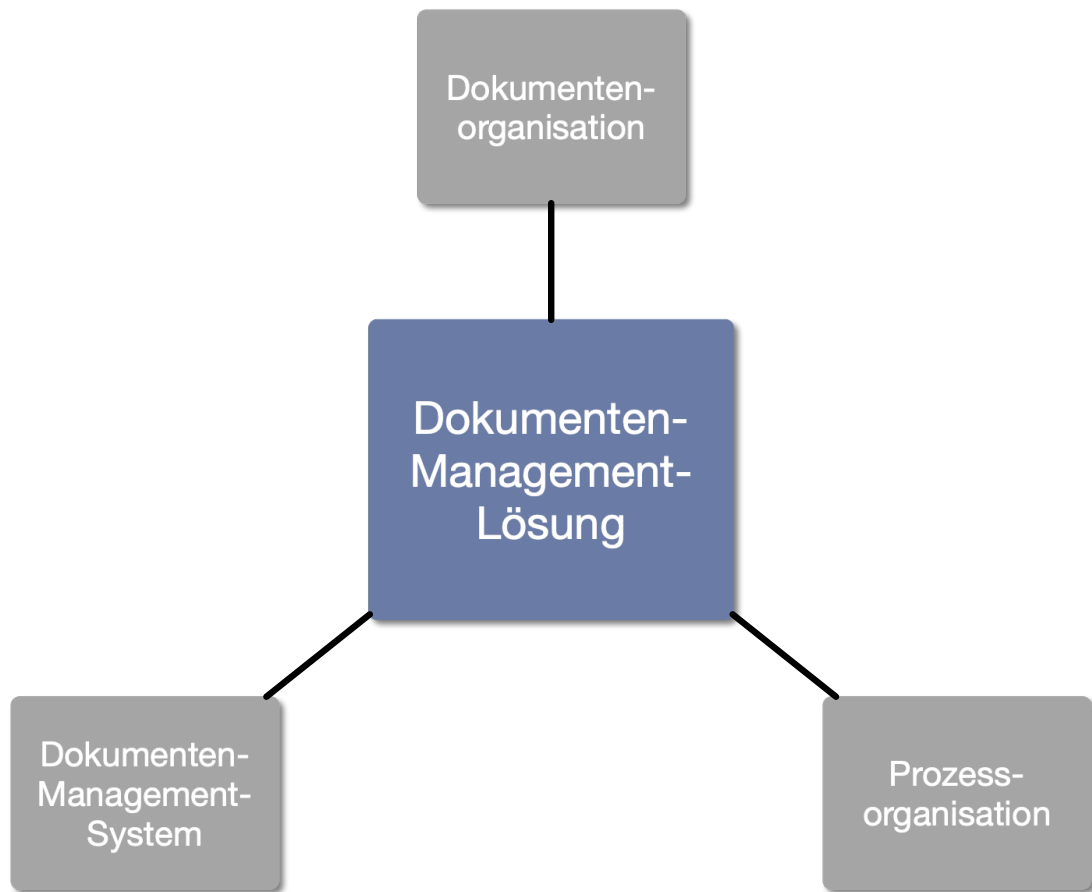 Dokumenten-
organisation
Dokumenten-
Management-
Lösung
Dokumenten-
Management-
System
Prozess-
organisation